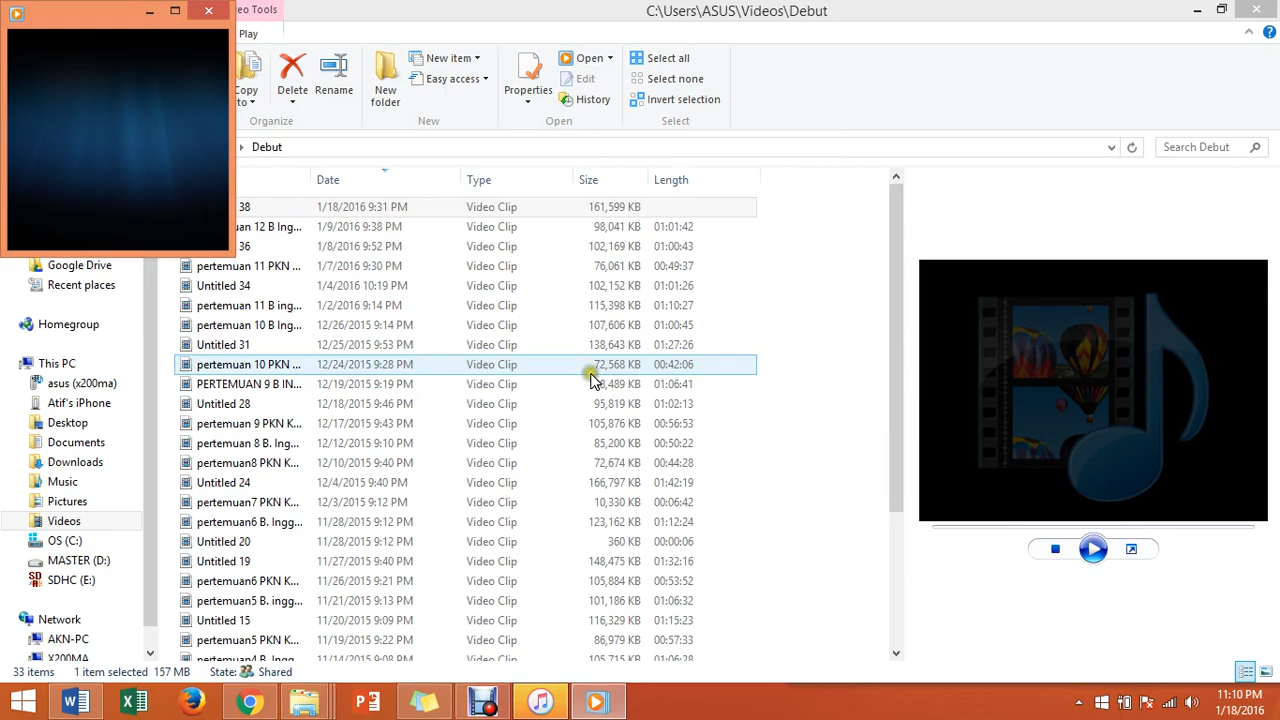 eo Tools
C:\Users\ASUS\Videos\Debut
Play
Copy to
Delete
Rename
New folder
New item
Easy access
Properties
Open
Edit
History
Select all
Select none
Invert selection
Organize
New
Open
Select
Debut
Search Debut
Date Type Size Length
38 1/18/2016 9:31 PM Video Clip 161,599 KB
muan 12 B Ing... 1/9/2016 9:38 PM Video Clip 98,041 KB 01:01:42
36 1/8/2016 9:52 PM Video Clip 102,169 KB 01:00:43
pertemuan 11 PKN ... 1/7/2016 9:30 PM Video Clip 76,061 KB 00:49:37
Untitled 34 1/4/2016 10:19 PM Video Clip 102,152 KB 01:01:26
pertemuan 11 B ing... 1/2/2016 9:14 PM Video Clip 115,398 KB 01:10:27
pertemuan 10 B Ing... 12/26/2015 9:14 PM Video Clip 107,606 KB 01:00:45
Untitled 31 12/25/2015 9:53 PM Video Clip 138,643 KB 01:27:26
pertemuan 10 PKN ... 12/24/2015 9:28 PM Video Clip 72,568 KB 00:42:06
PERTEMUAN 9 B IN... 12/19/2015 9:19 PM Video Clip ,489 KB 01:06:41
Untitled 28 12/18/2015 9:46 PM Video Clip 95,819 KB 01:02:13
pertemuan 9 PKN K... 12/17/2015 9:43 PM Video Clip 105,876 KB 00:56:53
pertemuan 8 B. Ing... 12/12/2015 9:10 PM Video Clip 85,200 KB 00:50:22
pertemuan8 PKN K... 12/10/2015 9:40 PM Video Clip 72,674 KB 00:44:28
Untitled 24 12/4/2015 9:40 PM Video Clip 166,797 KB 01:42:19
pertemuan7 PKN K... 12/3/2015 9:12 PM Video Clip 10,330 KB 00:06:42
pertemuan6 B. Ingg... 11/28/2015 9:12 PM Video Clip 123,162 KB 01:12:24
Untitled 20 11/28/2015 9:12 PM Video Clip 360 KB 00:00:06
Untitled 19 11/27/2015 9:40 PM Video Clip 148,475 KB 01:32:16
pertemuan6 PKN K... 11/26/2015 9:21 PM Video Clip 105,884 KB 00:53:52
pertemuan5 B. ingg... 11/21/2015 9:13 PM Video Clip 101,186 KB 01:06:32
Untitled 15 11/20/2015 9:09 PM Video Clip 116,329 KB 01:15:23
pertemuan5 PKN K... 11/19/2015 9:22 PM Video Clip 86,979 KB 00:57:33
pertemuan4 B. Ingg... 11/14/2015 9:08 PM Video Clip 105,715 KB 01:06:28
Google Drive
Recent places
Homegroup
This PC
asus (x200ma)
Atif's iPhone
Desktop
Documents
Downloads
Music
Pictures
Videos
OS (C:)
MASTER (D:)
SDHC (E:)
Network
AKN-PC
X200MA
33 items 1 item selected 157 MB State: Shared
11:10 PM
1/18/2016